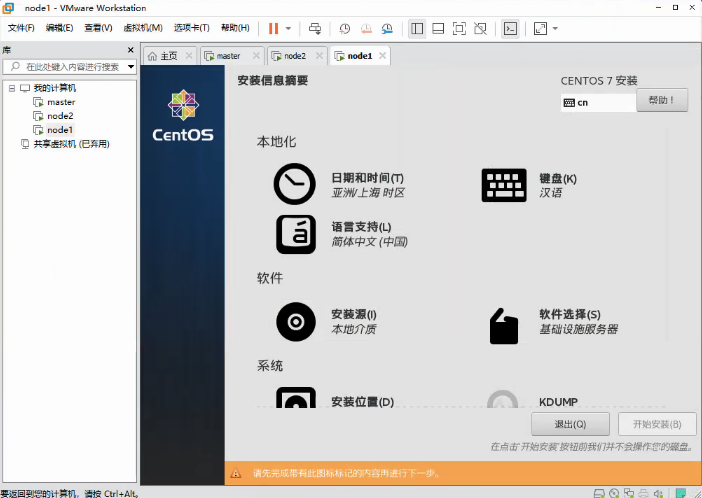 node1 - VMware Workstation
文件(F) 编辑(E) 查看(V) 虚拟机(M) 选项卡(T) 帮助(H)
库
在此处键入内容进行搜索
我的计算机
master
node2
node1
共享虚拟机 (已弃用)
主页 master node2 node1
CentOS
安装信息摘要
CENTOS 7 安装
cn
帮助！
本地化
日期和时间(T)
亚洲/上海 时区
键盘(K)
汉语
语言支持(L)
简体中文 (中国)
软件
安装源(I)
本地介质
软件选择(S)
基础设施服务器
系统
安装位置(D)
KDUMP
退出(Q)
开始安装(B)
在点击'开始安装'按钮前我们并不会操作您的磁盘。
请先完成带有此图标标记的内容再进行下一步。
要返回到您的计算机，请按 Ctrl+Alt。